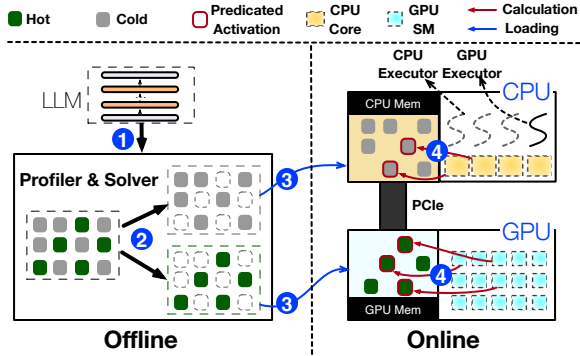 Hot
Cold
Predicated
Activation
CPU
Core
GPU
SM
Calculation
Loading
LLM
1
Profiler & Solver
2
3
3
Offline
CPU
Executor
GPU
Executor
CPU
CPU Mem
4
PCIe
GPU
4
GPU Mem
Online